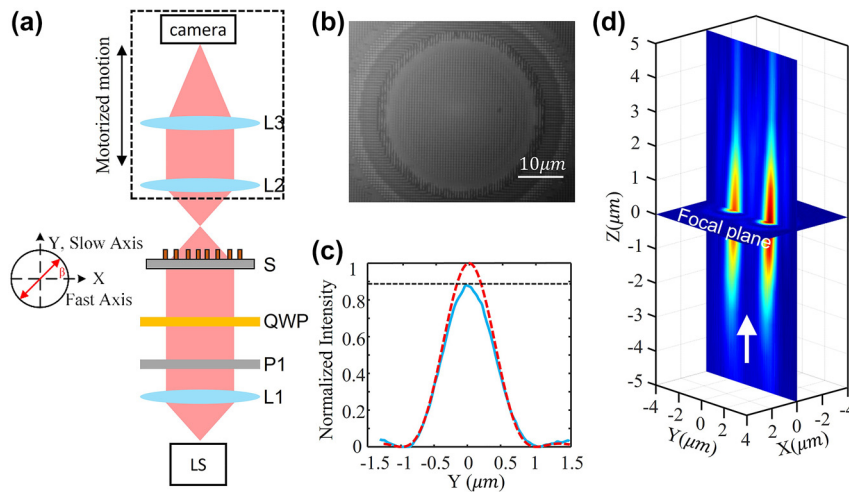 (a)
camera
Motorized motion
L3
L2
Y, Slow Axis
β
X
Fast Axis
S
QWP
P1
L1
LS
(b)
10μm
(c)
Normalized Intensity
1
0.8
0.6
0.4
0.2
0
-1.5 -1 -0.5 0 0.5 1 1.5
Y (μm)
(d)
Z(μm)
5
4
3
2
1
0
-1
-2
-3
-4
-5
Focal plane
-4 -2 0 2 4
Y(μm)
2 0 -2 -4
X(μm)